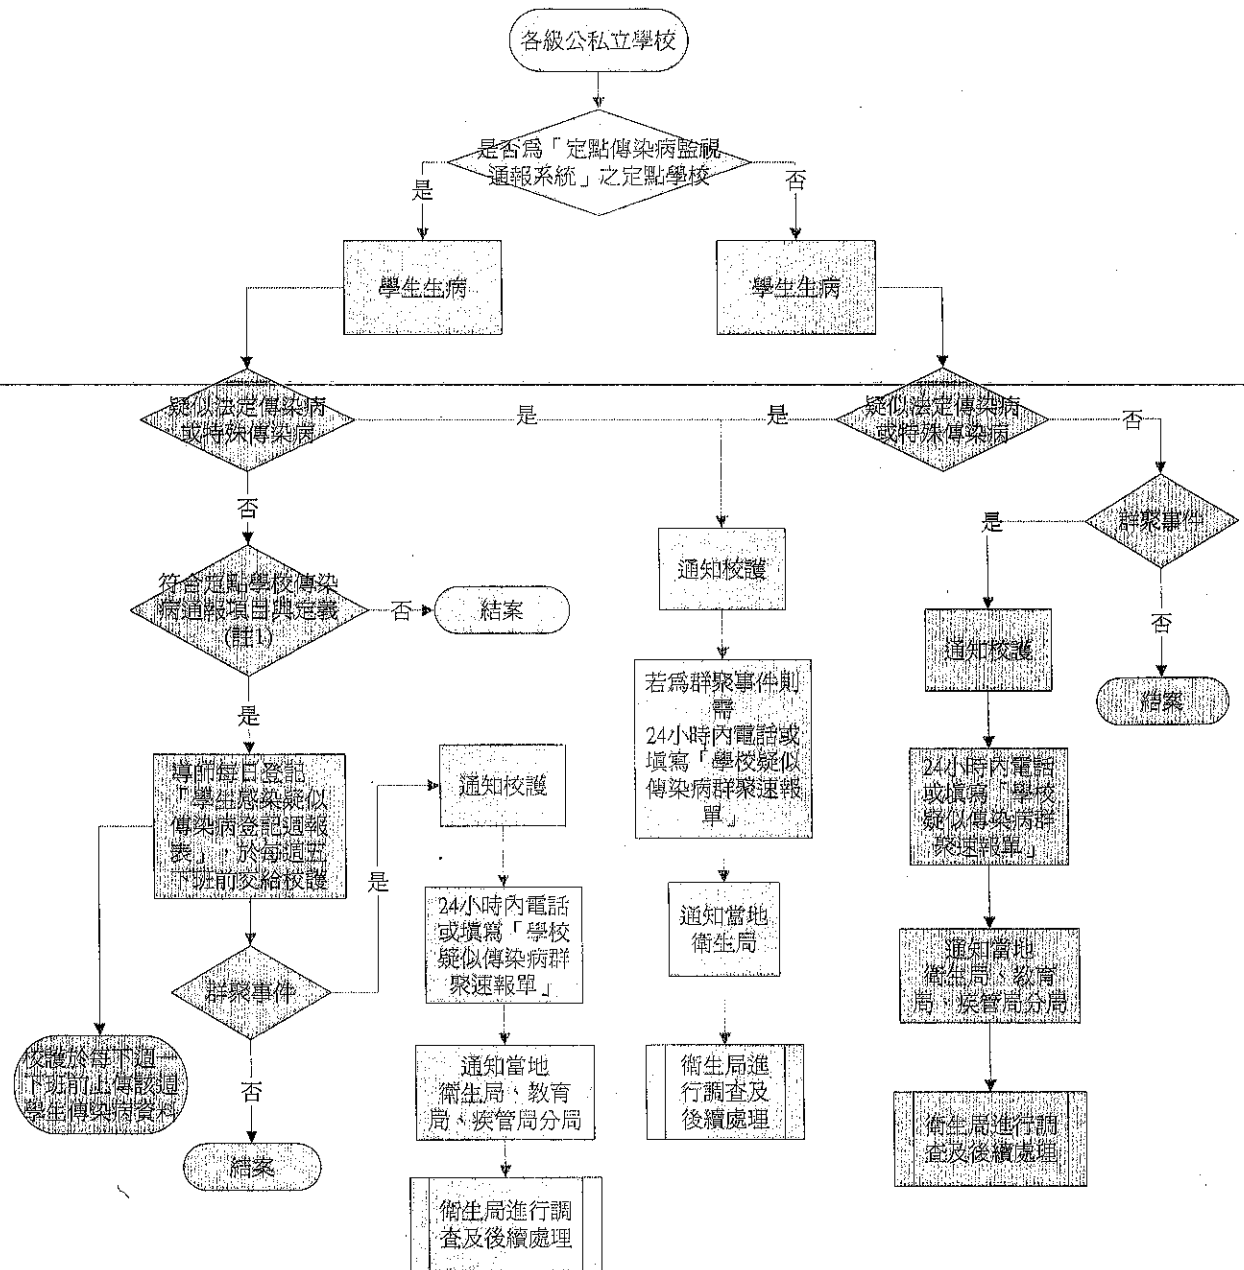 各級公私立學校
是否為「定點傳染病監視
通報系統」之定點學校
是
否
學生生病
學生生病
疑似法定傳染病
或特殊傳染病
是
是
疑似法定傳染病
或特殊傳染病
否
否
群聚事件
是
通知校護
符合定點學校傳染
病通報項目與定義
(註1)
否
結案
否
通知校護
若為群聚事件則
需
24小時內電話或
填寫「學校疑似
傳染病群聚速報
單」
結案
是
導師每日登記
「學生感染疑似
傳染病登記週報
表」，於每週五
下班前交給校護
通知校護
24小時內電話
或填寫「學校
疑似傳染病群
聚速報單」
是
24小時內電話
或填寫「學校
疑似傳染病群
聚速報單」
通知當地
衛生局
通知當地
衛生局、教育
局、疾管局分局
群聚事件
校護於每下週一
下班前上傳該週
學生傳染病資料
否
通知當地
衛生局、教育
局、疾管局分局
衛生局進
行調查及
後續處理
衛生局進行調
查及後續處理
結案
衛生局進行調
查及後續處理